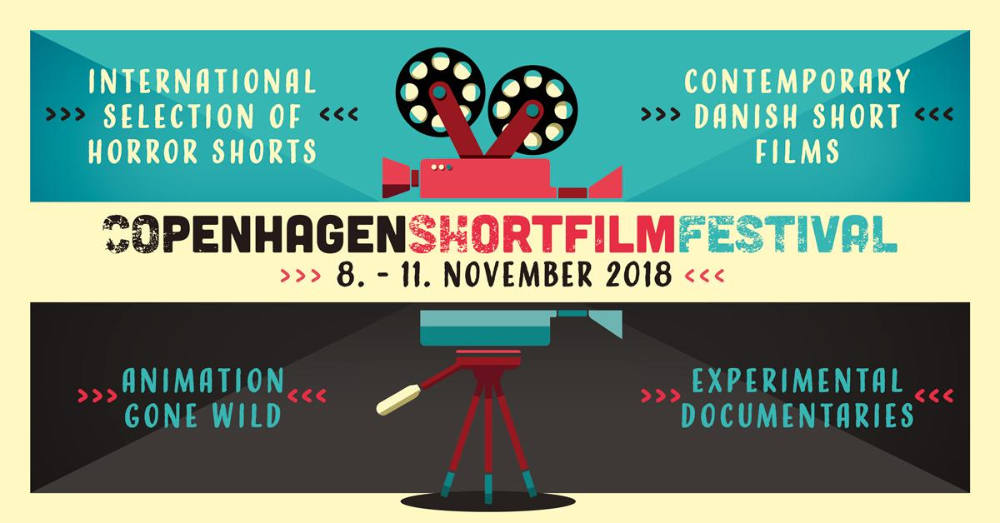 INTERNATIONAL
>>> SELECTION OF <<<
HORROR SHORTS
CONTEMPORARY
>>> DANISH SHORT <<<
FILMS
COPENHAGENSHORTFILMFESTIVAL
>>> 8. - 11. NOVEMBER 2018 <<<
ANIMATION
>>> <<<
GONE WILD
EXPERIMENTAL
>>> <<<
DOCUMENTARIES